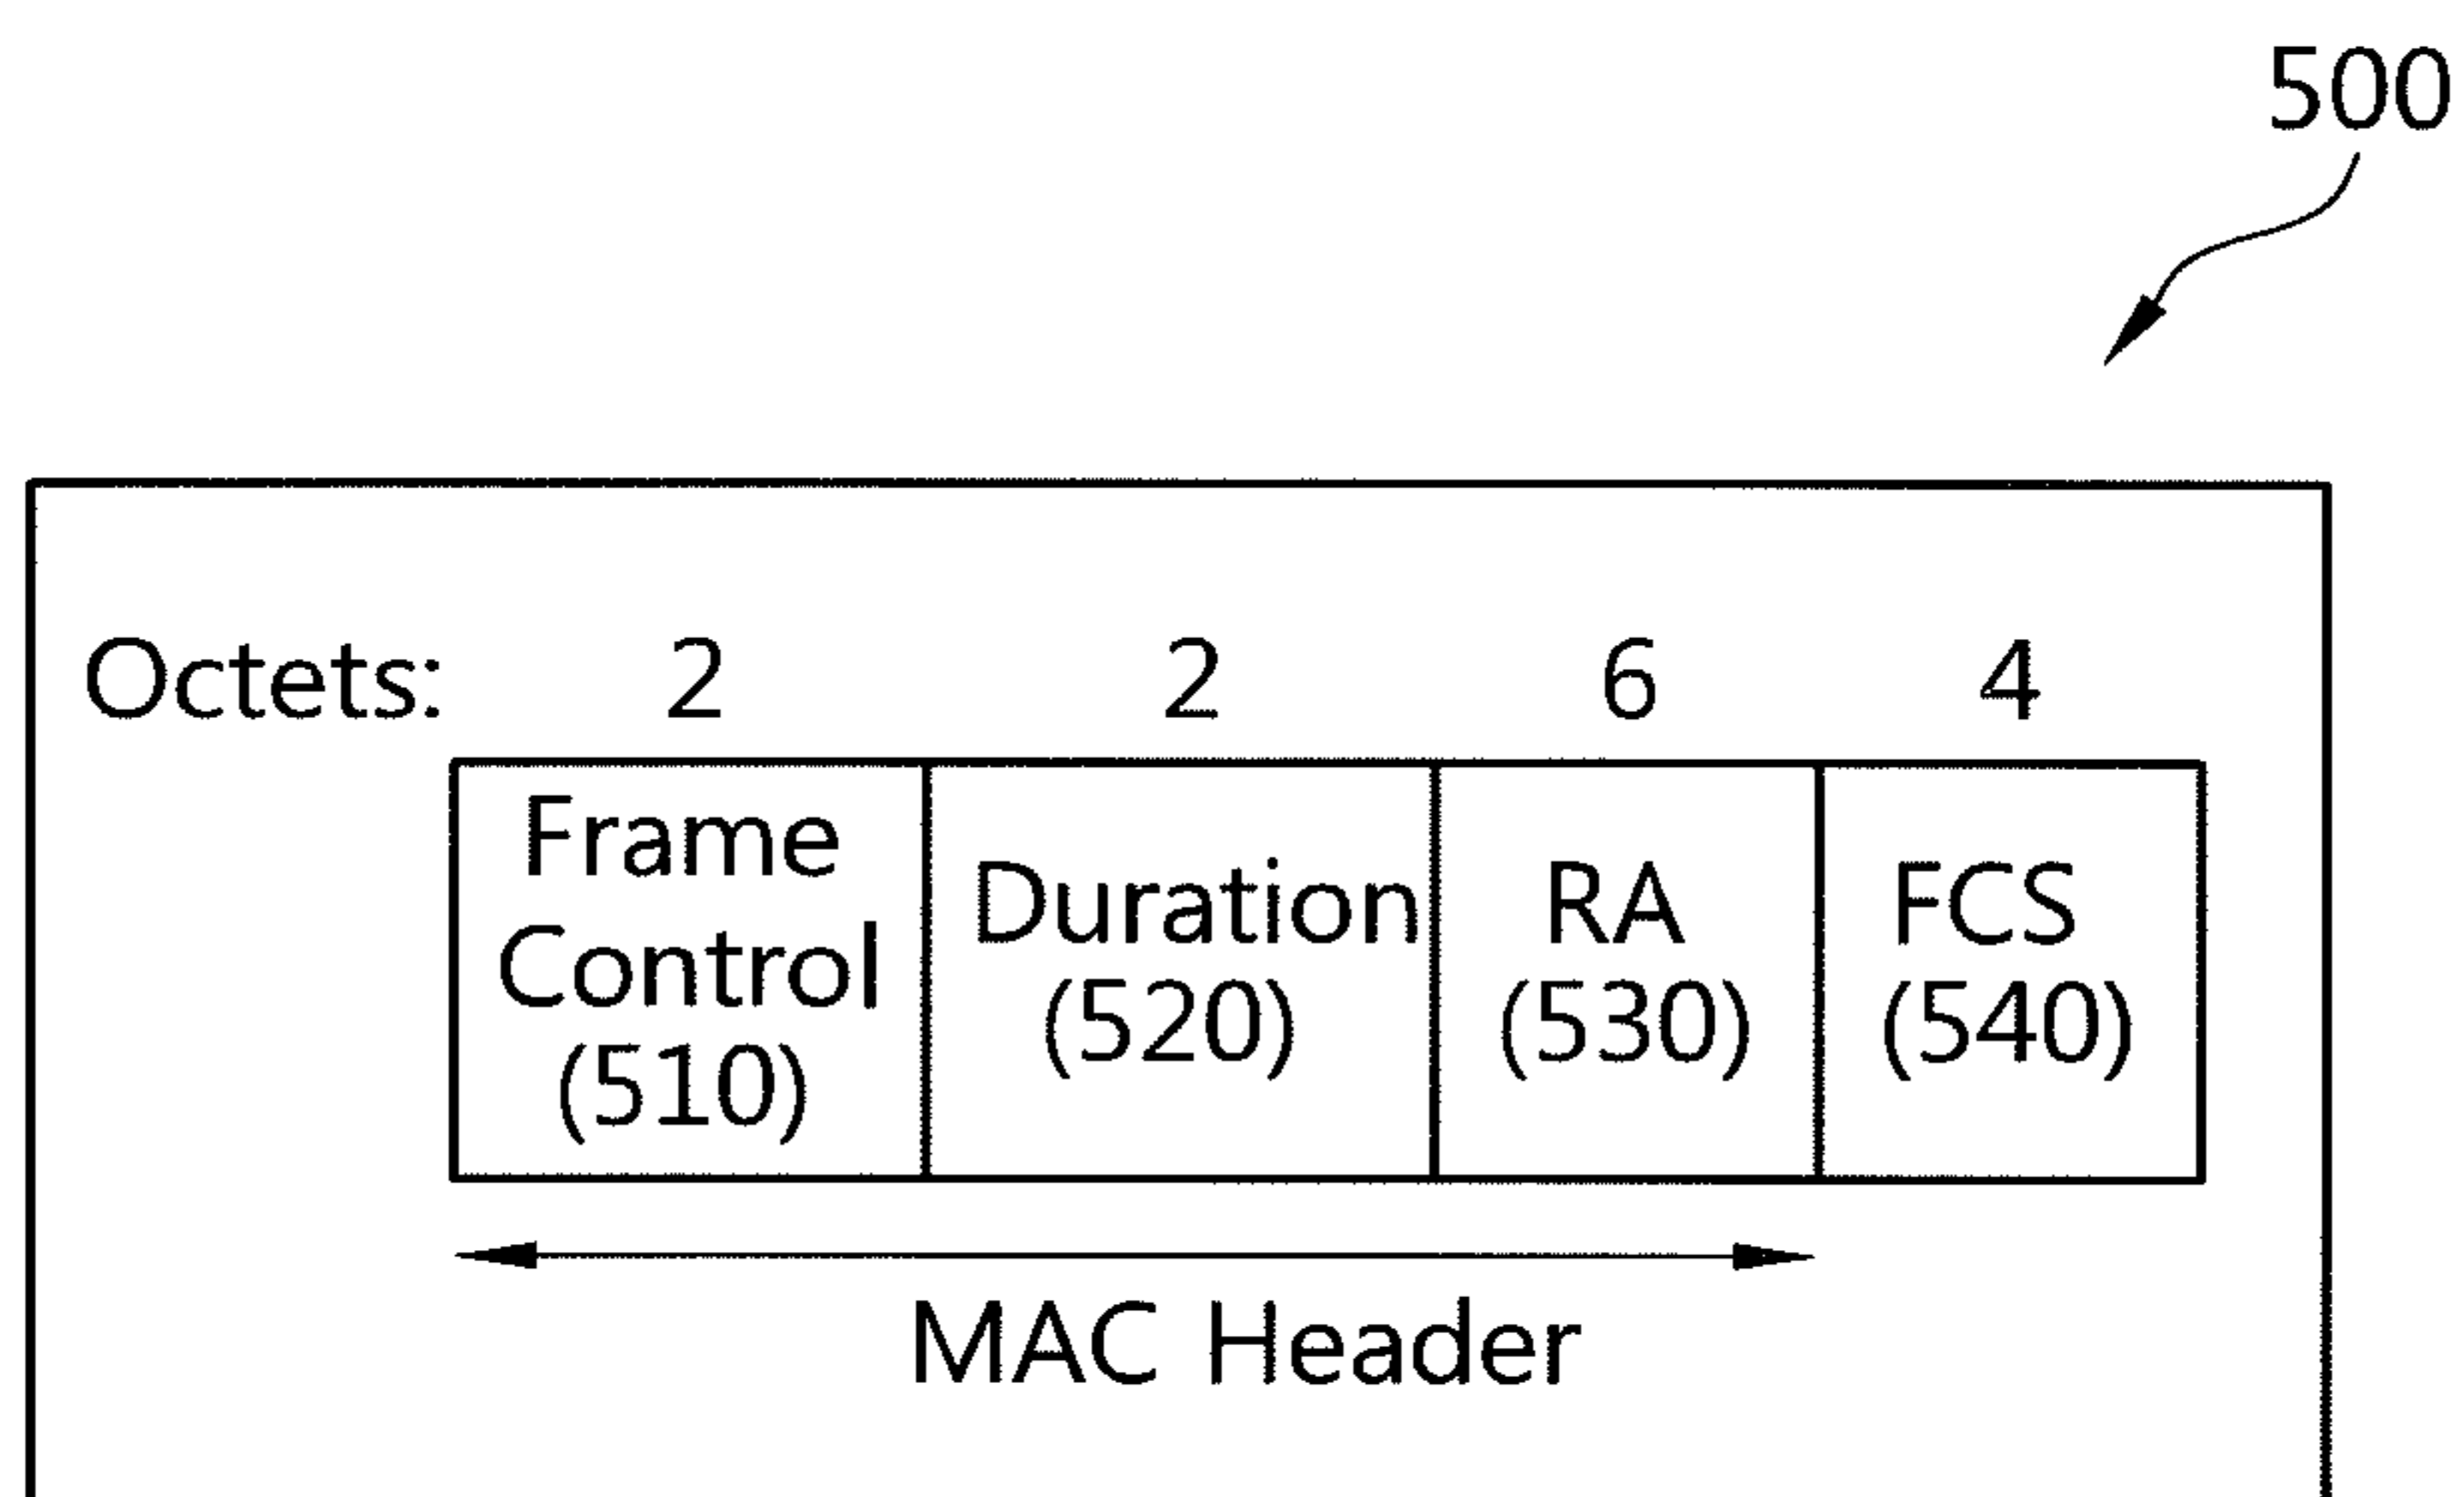 500
Octets: 2 2 6 4
Frame Control (510)
Duration (520)
RA (530)
FCS (540)
MAC Header